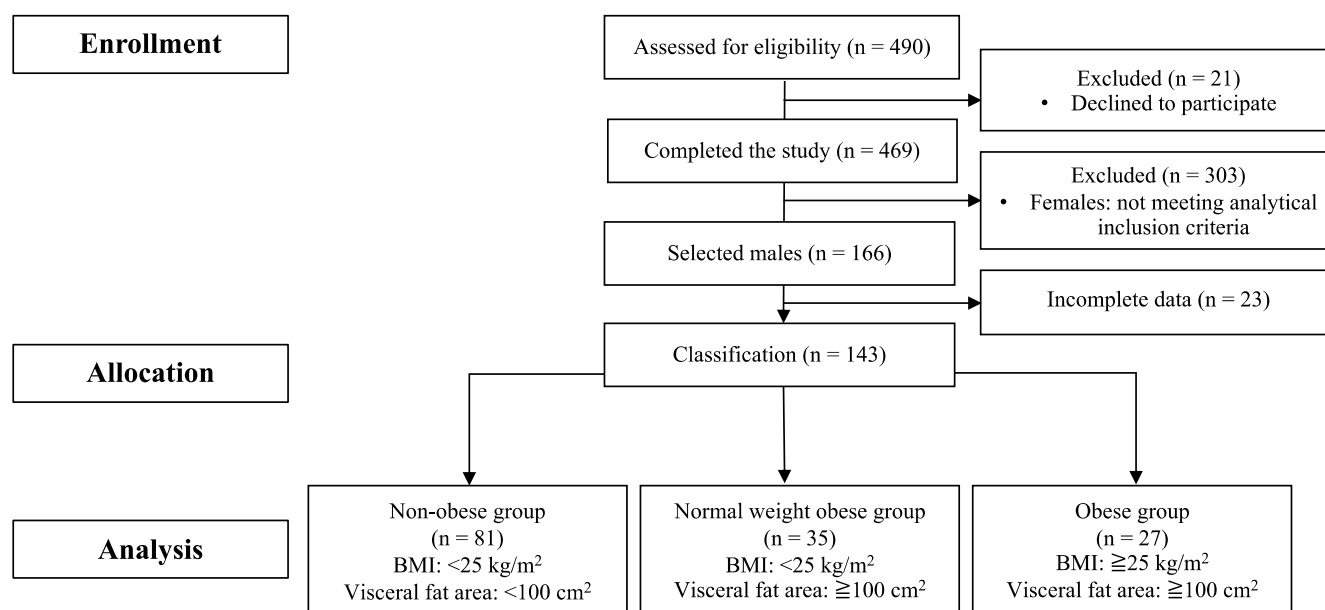 Enrollment
Assessed for eligibility (n = 490)
Excluded (n = 21)
• Declined to participate
Completed the study (n = 469)
Excluded (n = 303)
• Females: not meeting analytical
inclusion criteria
Selected males (n = 166)
Incomplete data (n = 23)
Allocation
Classification (n = 143)
Analysis
Non-obese group
(n = 81)
BMI: <25 kg/m²
Visceral fat area: <100 cm²
Normal weight obese group
(n = 35)
BMI: <25 kg/m²
Visceral fat area: ≧100 cm²
Obese group
(n = 27)
BMI: ≧25 kg/m²
Visceral fat area: ≧100 cm²